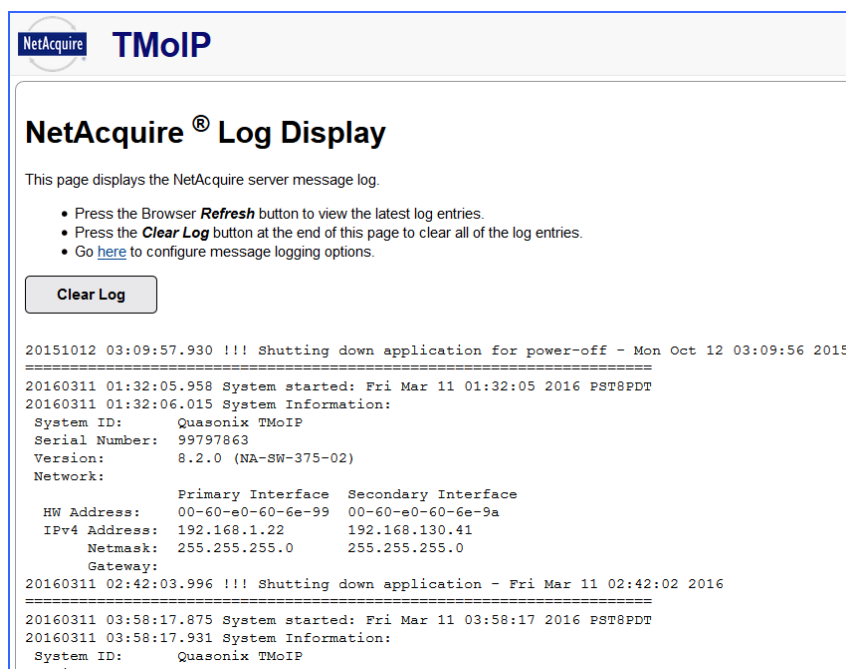 NetAcquire TMoIP
NetAcquire ® Log Display
This page displays the NetAcquire server message log.
• Press the Browser Refresh button to view the latest log entries.
• Press the Clear Log button at the end of this page to clear all of the log entries.
• Go here to configure message logging options.
Clear Log
20151012 03:09:57.930 !!! Shutting down application for power-off - Mon Oct 12 03:09:56 2015
======================================================================
20160311 01:32:05.958 System started: Fri Mar 11 01:32:05 2016 PST8PDT
20160311 01:32:06.015 System Information:
System ID: Quasonix TMoIP
Serial Number: 99797863
Version: 8.2.0 (NA-SW-375-02)
Network:
Primary Interface Secondary Interface
HW Address: 00-60-e0-60-6e-99 00-60-e0-60-6e-9a
IPv4 Address: 192.168.1.22 192.168.130.41
Netmask: 255.255.255.0 255.255.255.0
Gateway:
20160311 02:42:03.996 !!! Shutting down application - Fri Mar 11 02:42:02 2016
======================================================================
20160311 03:58:17.875 System started: Fri Mar 11 03:58:17 2016 PST8PDT
20160311 03:58:17.931 System Information:
System ID: Quasonix TMoIP